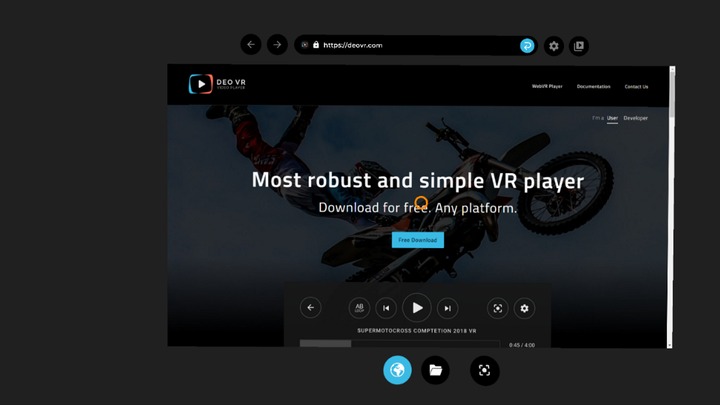 https://deovr.com
DEO VR
VIDEO PLAYER
WebVR Player Documentation Contact Us
I'm a User Developer
Most robust and simple VR player
Download for free. Any platform.
Free Download
AB
LOOP
SUPERMOTOCROSS COMPTETION 2018 VR
0:45 / 4:00